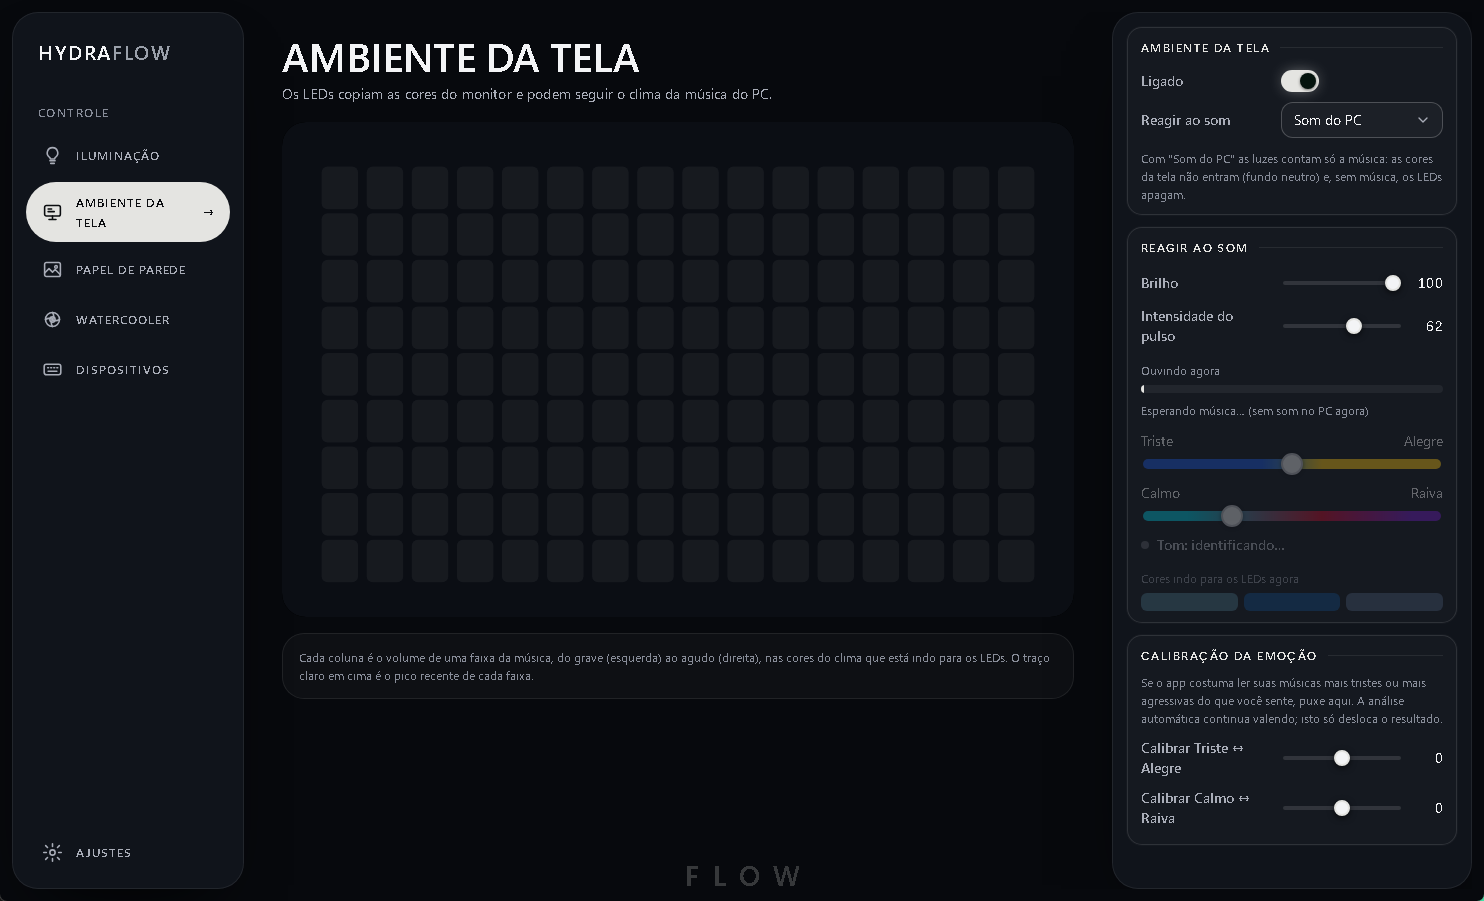 HYDRAFLOW
CONTROLE
ILUMINAÇÃO
AMBIENTE DA
TELA →
PAPEL DE PAREDE
WATERCOOLER
DISPOSITIVOS
AJUSTES
AMBIENTE DA TELA
Os LEDs copiam as cores do monitor e podem seguir o clima da música do PC.
Cada coluna é o volume de uma faixa da música, do grave (esquerda) ao agudo (direita), nas cores do clima que está indo para os LEDs. O traço
claro em cima é o pico recente de cada faixa.
FLOW
AMBIENTE DA TELA
Ligado
Reagir ao som Som do PC
Com "Som do PC" as luzes contam só a música: as cores
da tela não entram (fundo neutro) e, sem música, os LEDs
apagam.
REAGIR AO SOM
Brilho 100
Intensidade do
pulso 62
Ouvindo agora
Esperando música... (sem som no PC agora)
Triste Alegre
Calmo Raiva
Tom: identificando...
Cores indo para os LEDs agora
CALIBRAÇÃO DA EMOÇÃO
Se o app costuma ler suas músicas mais tristes ou mais
agressivas do que você sente, puxe aqui. A análise
automática continua valendo; isto só desloca o resultado.
Calibrar Triste ↔
Alegre 0
Calibrar Calmo ↔
Raiva 0